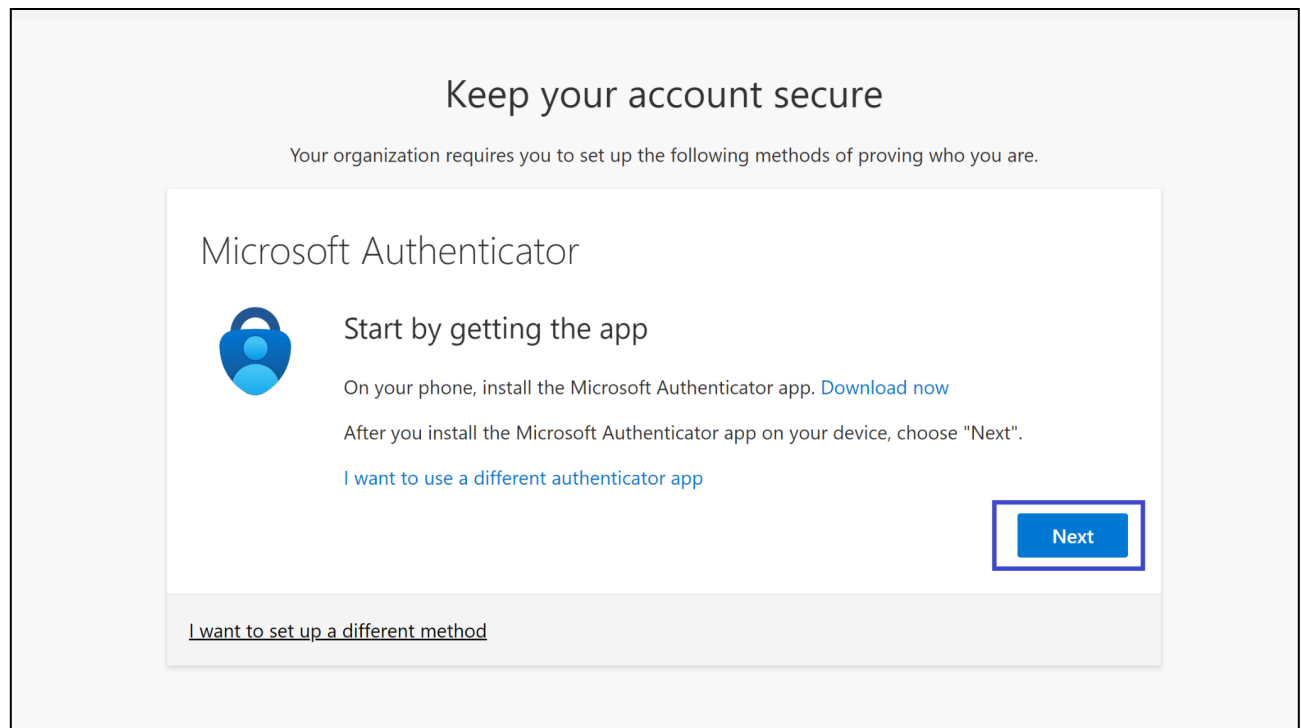 Keep your account secure
Your organization requires you to set up the following methods of proving who you are.
Microsoft Authenticator
Start by getting the app
On your phone, install the Microsoft Authenticator app. Download now
After you install the Microsoft Authenticator app on your device, choose "Next".
I want to use a different authenticator app
Next
I want to set up a different method